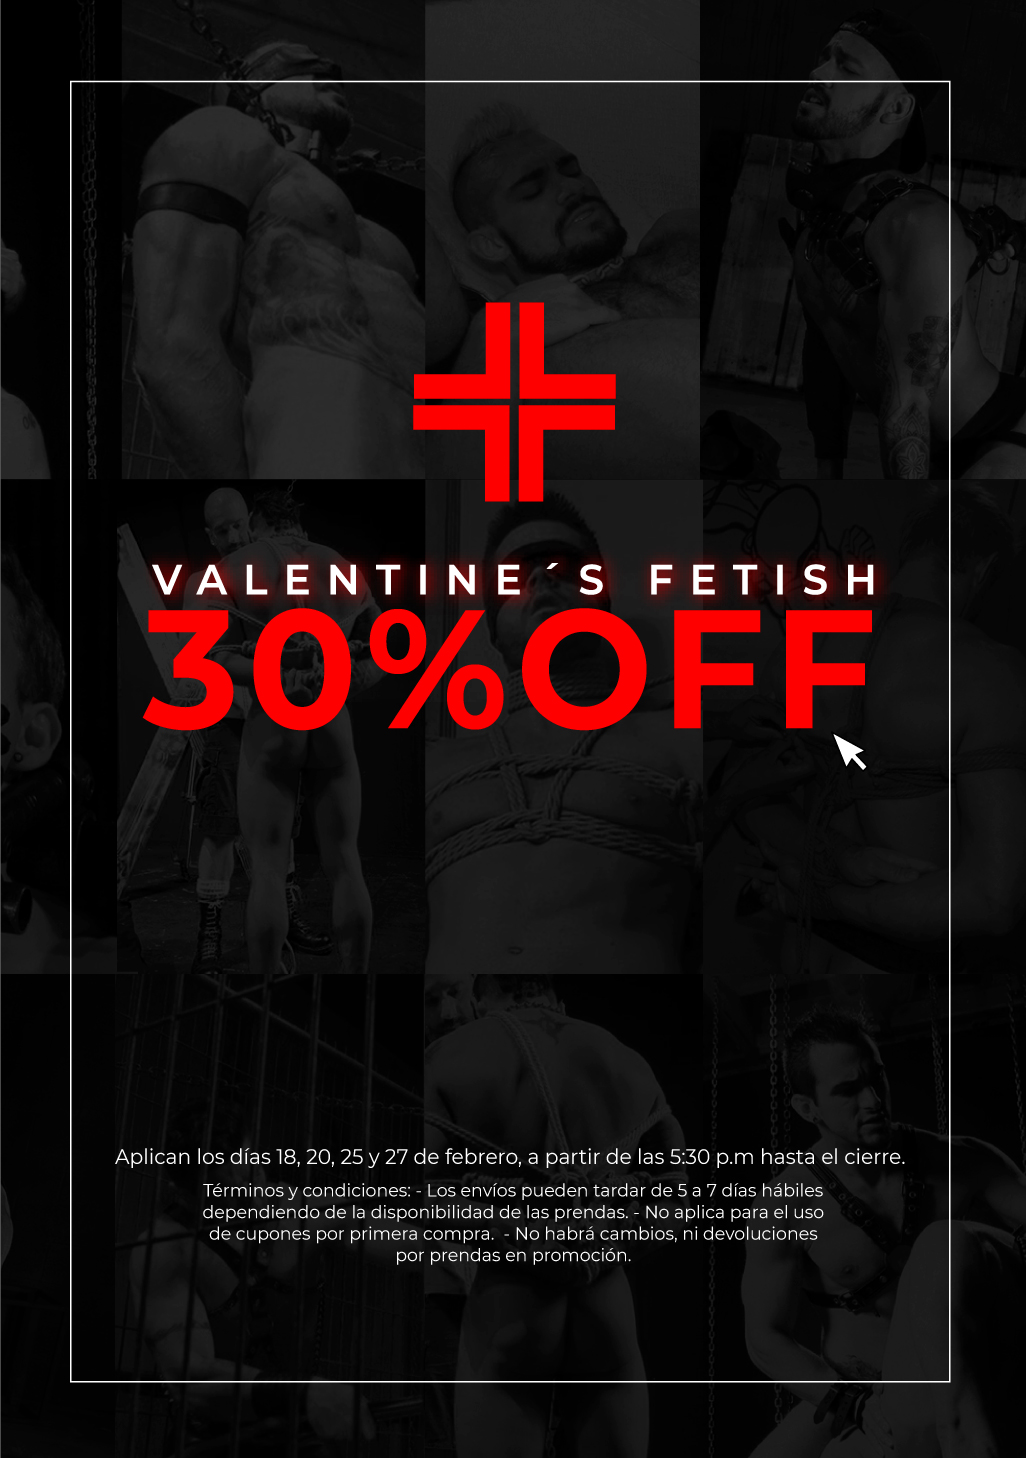 VALENTINE´S FETISH
30%OFF
Aplican los días 18, 20, 25 y 27 de febrero, a partir de las 5:30 p.m hasta el cierre.
Términos y condiciones: - Los envíos pueden tardar de 5 a 7 días hábiles
dependiendo de la disponibilidad de las prendas. - No aplica para el uso
de cupones por primera compra.  - No habrá cambios, ni devoluciones
por prendas en promoción.